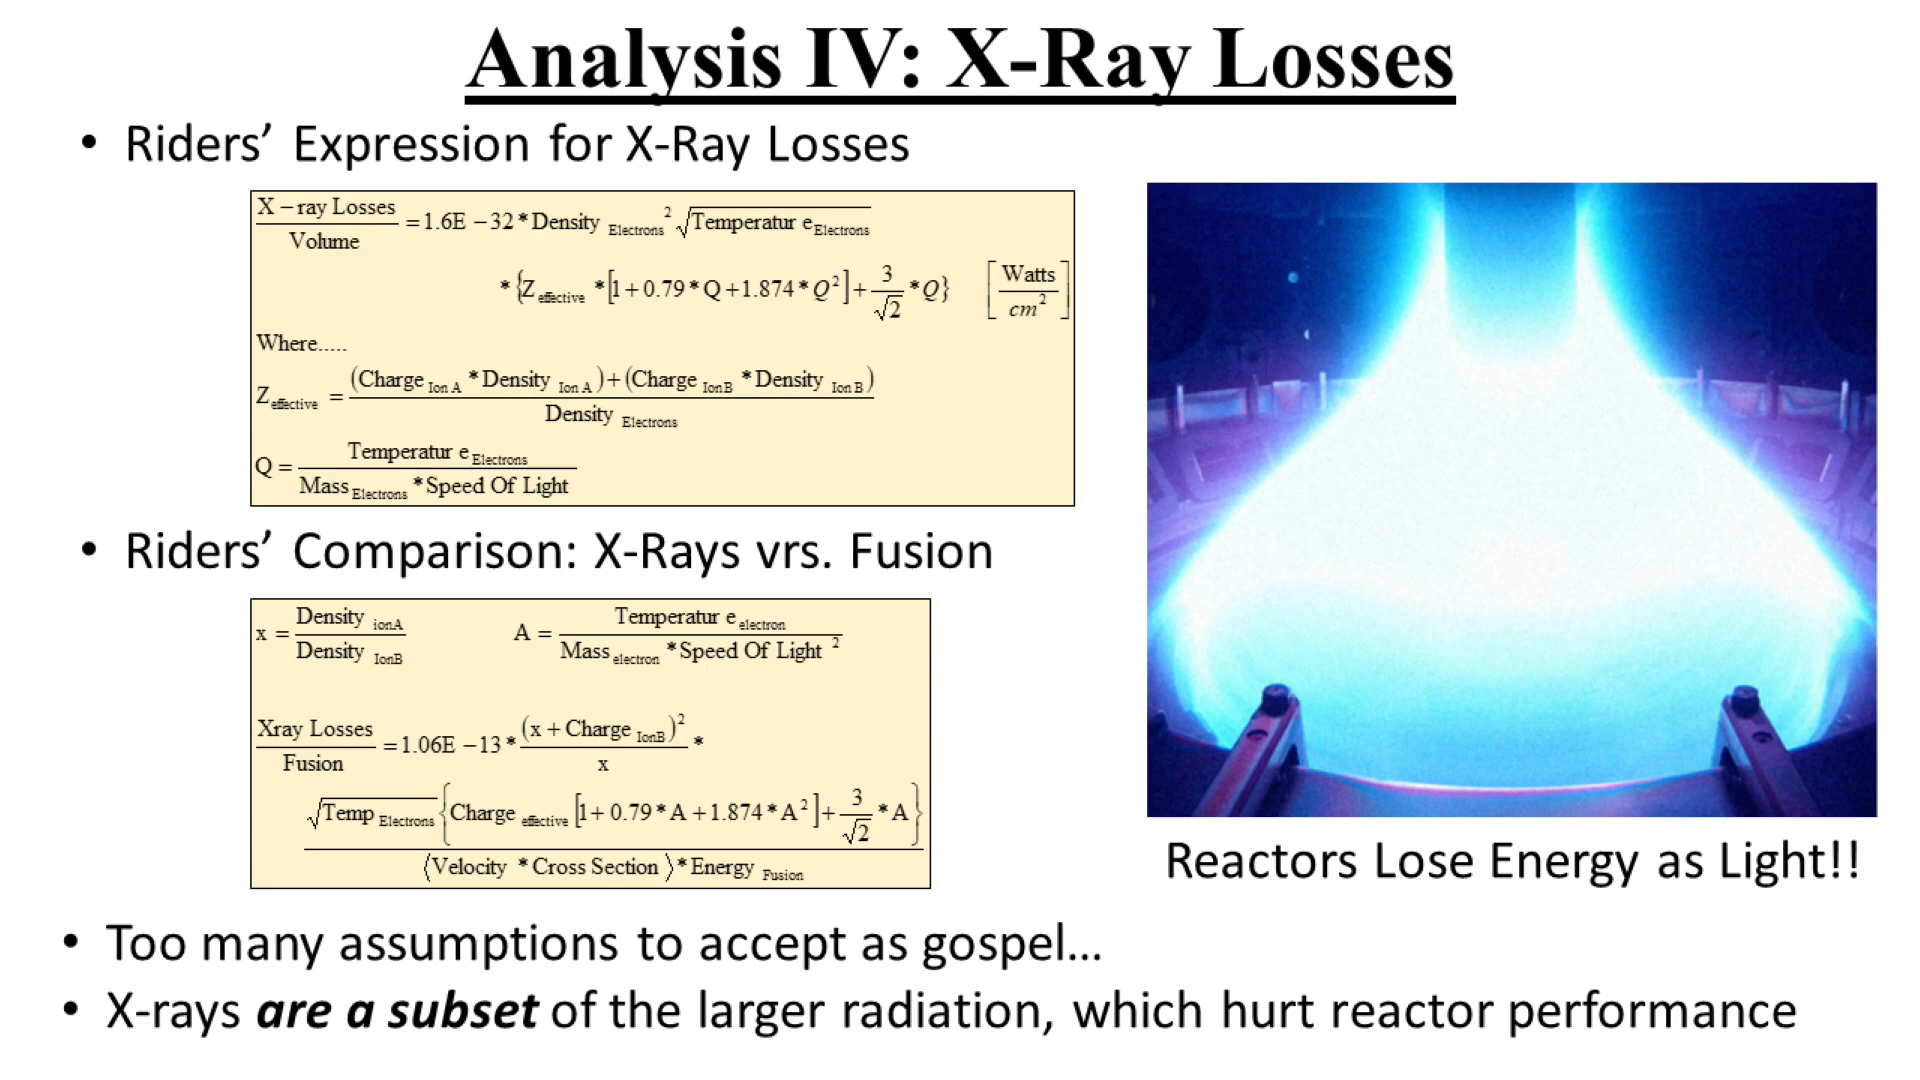 Analysis IV: X-Ray Losses
• Riders’ Expression for X-Ray Losses
X – ray Losses / Volume = 1.6E – 32 * Density Electrons ² √Temperatur e Electrons
* {Z effective * [1 + 0.79 * Q + 1.874 * Q²] + 3/√2 * Q} [Watts / cm²]
Where.....
Z effective = (Charge Ion A * Density Ion A) + (Charge Ion B * Density Ion B) / Density Electrons
Q = Temperatur e Electrons / Mass Electrons * Speed Of Light
• Riders’ Comparison: X-Rays vrs. Fusion
x = Density ionA / Density IonB A = Temperatur e electron / Mass electron * Speed Of Light ²
Xray Losses / Fusion = 1.06E – 13 * (x + Charge IonB)² / x *
√Temp Electrons {Charge effective [1 + 0.79 * A + 1.874 * A²] + 3/√2 * A}
⟨Velocity * Cross Section⟩ * Energy Fusion
Reactors Lose Energy as Light!!
• Too many assumptions to accept as gospel…
• X-rays are a subset of the larger radiation, which hurt reactor performance